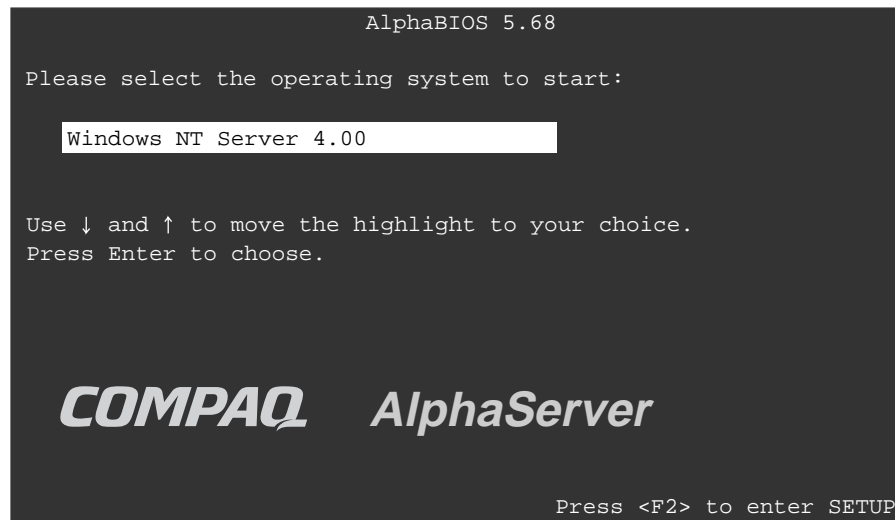 AlphaBIOS 5.68
Please select the operating system to start:
Windows NT Server 4.00
Use ↓ and ↑ to move the highlight to your choice.
Press Enter to choose.
COMPAQ AlphaServer
Press <F2> to enter SETUP